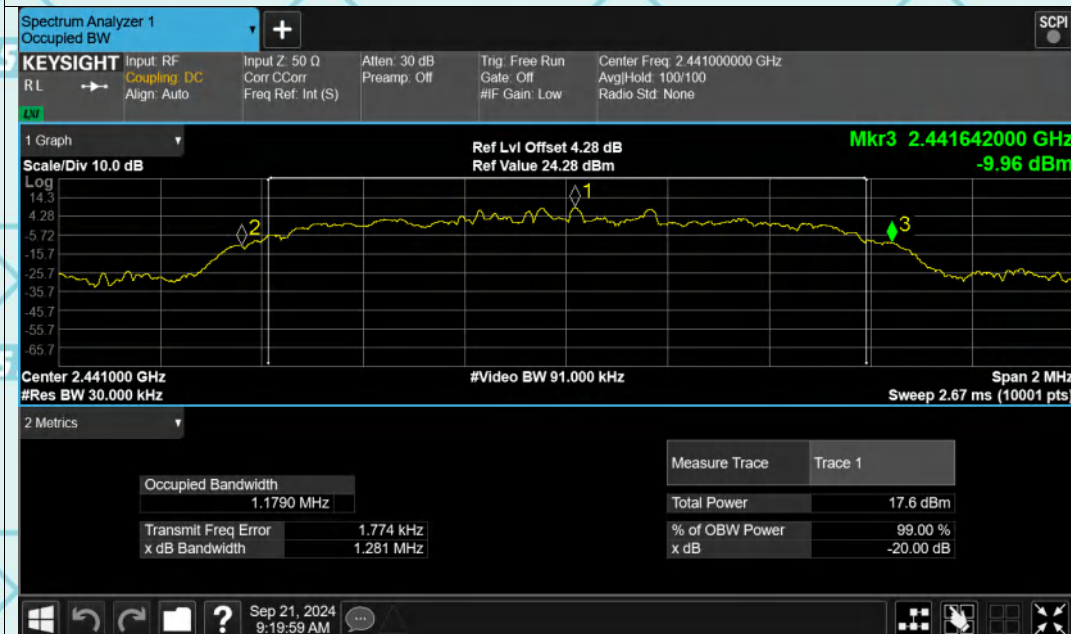 Spectrum Analyzer 1
Occupied BW
+
SCPI
KEYSIGHT
RL
LXI
Input: RF
Coupling: DC
Align: Auto
Input Z: 50 Ω
Corr CCorr
Freq Ref: Int (S)
Atten: 30 dB
Preamp: Off
Trig: Free Run
Gate: Off
#IF Gain: Low
Center Freq: 2.441000000 GHz
Avg|Hold: 100/100
Radio Std: None
1 Graph
Scale/Div 10.0 dB
Ref Lvl Offset 4.28 dB
Ref Value 24.28 dBm
Mkr3 2.441642000 GHz
-9.96 dBm
Log
14.3
4.28
-5.72
-15.7
-25.7
-35.7
-45.7
-55.7
-65.7
1
2
3
Center 2.441000 GHz
#Res BW 30.000 kHz
#Video BW 91.000 kHz
Span 2 MHz
Sweep 2.67 ms (10001 pts)
2 Metrics
Occupied Bandwidth
1.1790 MHz
Transmit Freq Error 1.774 kHz
x dB Bandwidth 1.281 MHz
Measure Trace Trace 1
Total Power 17.6 dBm
% of OBW Power 99.00 %
x dB -20.00 dB
?
Sep 21, 2024
9:19:59 AM